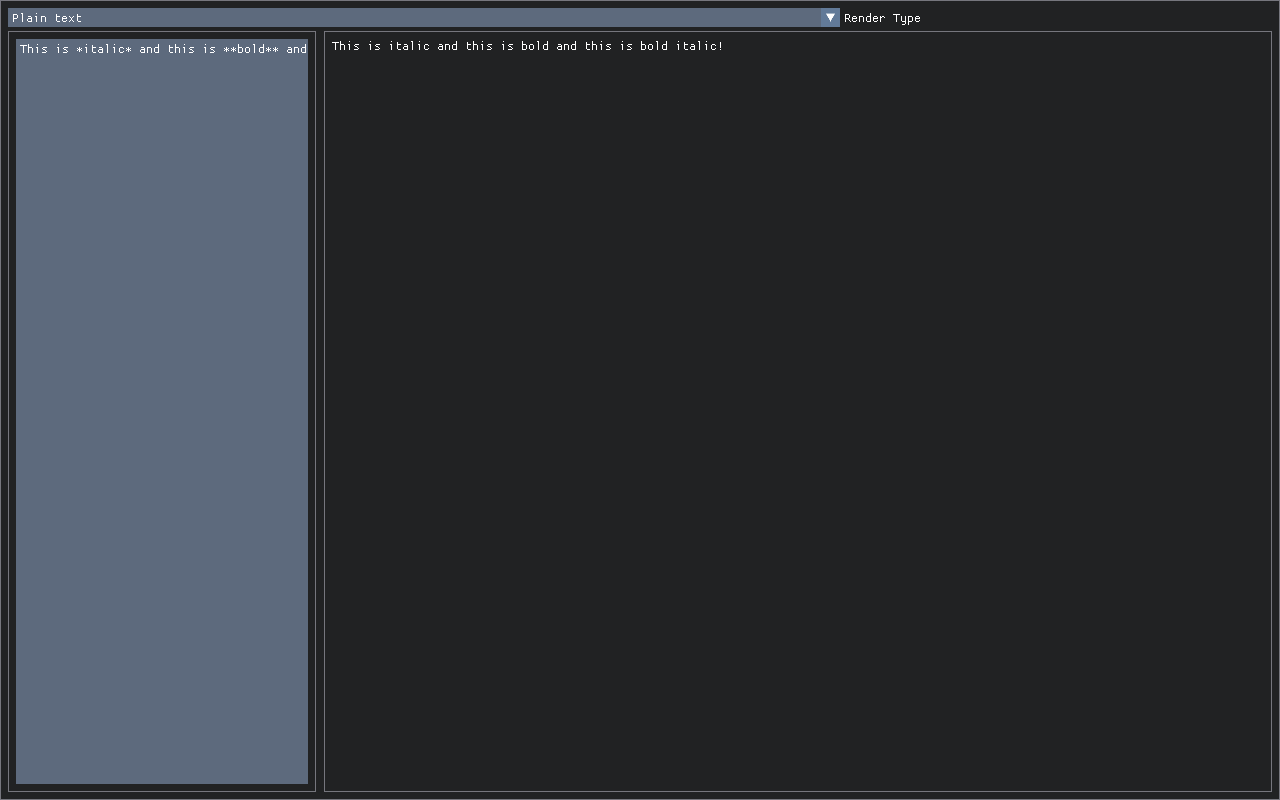 Plain text
Render Type
This is *italic* and this is **bold** and
This is italic and this is bold and this is bold italic!